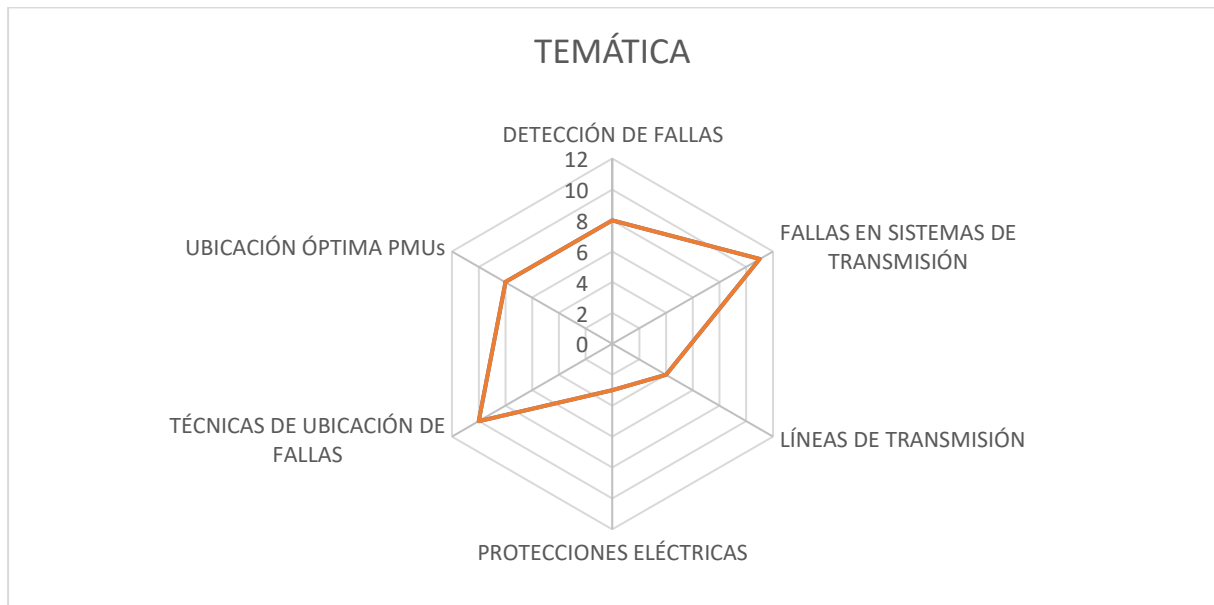 TEMÁTICA
DETECCIÓN DE FALLAS
12
10
8
6
4
2
0
FALLAS EN SISTEMAS DE
TRANSMISIÓN
LÍNEAS DE TRANSMISIÓN
PROTECCIONES ELÉCTRICAS
TÉCNICAS DE UBICACIÓN DE
FALLAS
UBICACIÓN ÓPTIMA PMUs